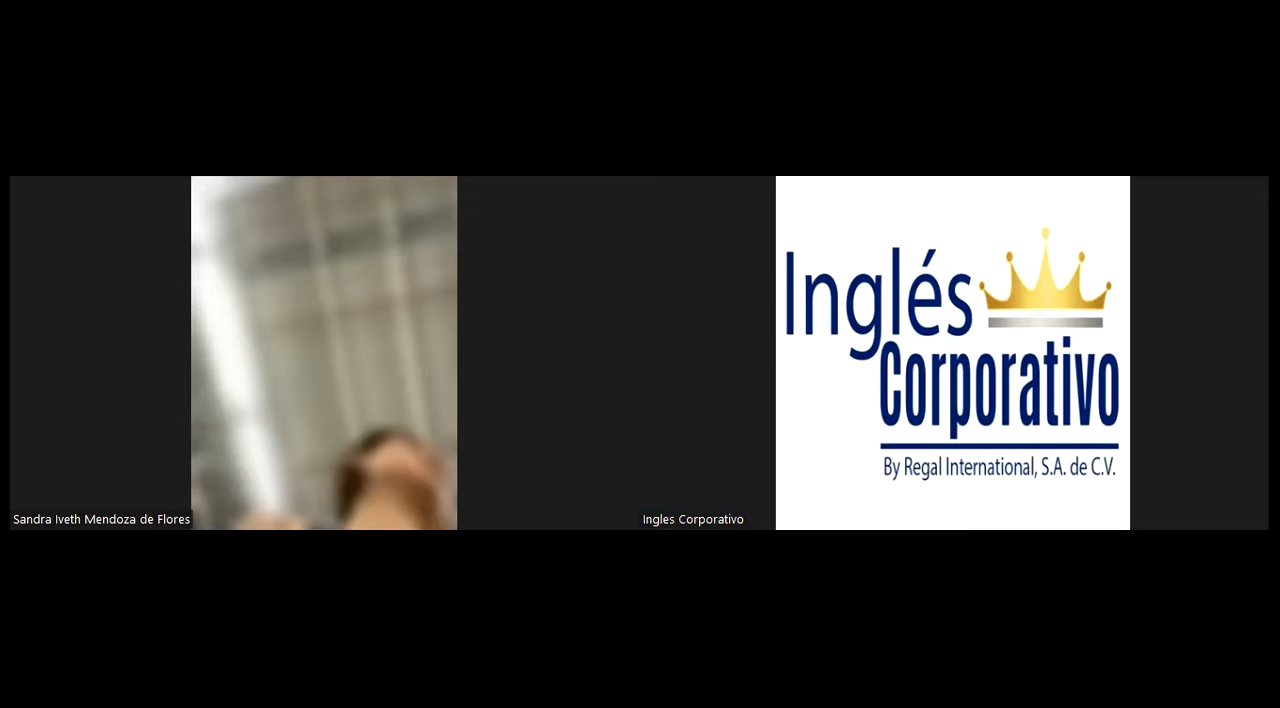 Inglés
Corporativo
By Regal International, S.A. de C.V.
Sandra Iveth Mendoza de Flores
Ingles Corporativo